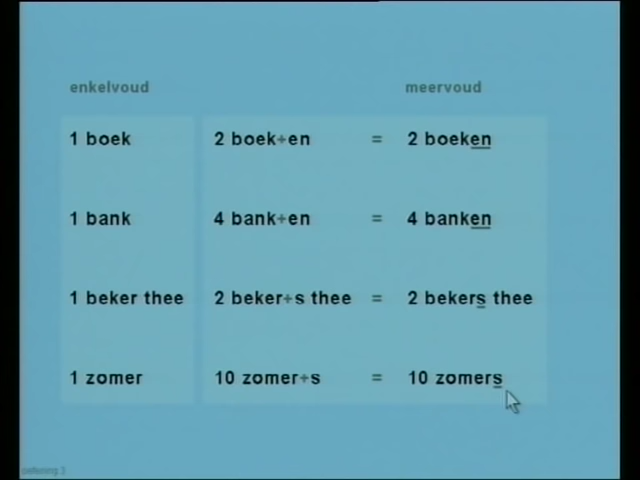 enkelvoud meervoud
1 boek 2 boek+en = 2 boeken
1 bank 4 bank+en = 4 banken
1 beker thee 2 beker+s thee = 2 bekers thee
1 zomer 10 zomer+s = 10 zomers